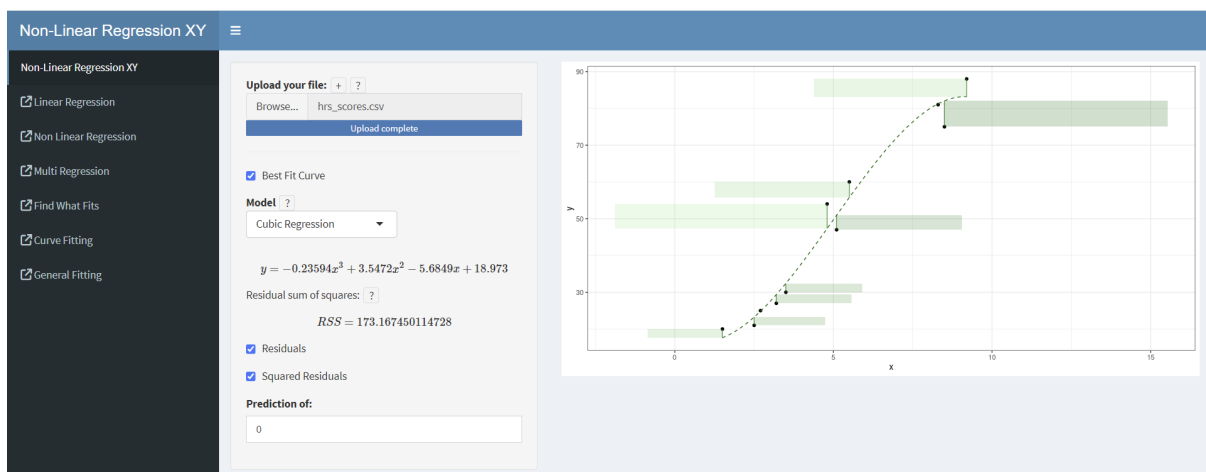 Non-Linear Regression XY
Non-Linear Regression XY
Linear Regression
Non Linear Regression
Multi Regression
Find What Fits
Curve Fitting
General Fitting
Upload your file: + ?
Browse... hrs_scores.csv
Upload complete
Best Fit Curve
Model ?
Cubic Regression
y = −0.23594x³ + 3.5472x² − 5.6849x + 18.973
Residual sum of squares: ?
RSS = 173.167450114728
Residuals
Squared Residuals
Prediction of:
0
90
70
y
50
30
0 5 10 15
x